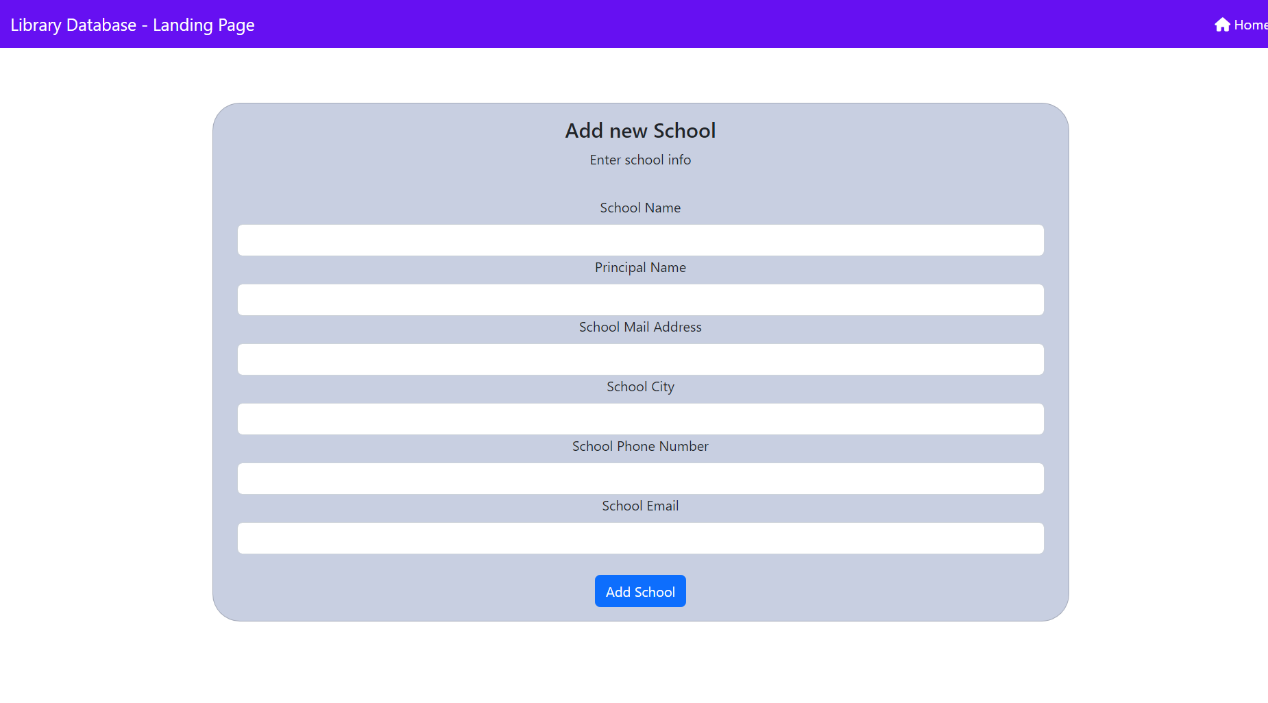 Library Database - Landing Page
Home
Add new School
Enter school info
School Name
Principal Name
School Mail Address
School City
School Phone Number
School Email
Add School